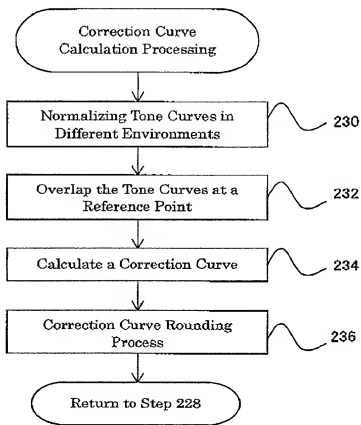 Correction Curve
Calculation Processing
Normalizing Tone Curves in
Different Environments
230
Overlap the Tone Curves at a
Reference Point
232
Calculate a Correction Curve
234
Correction Curve Rounding
Process
236
Return to Step 228